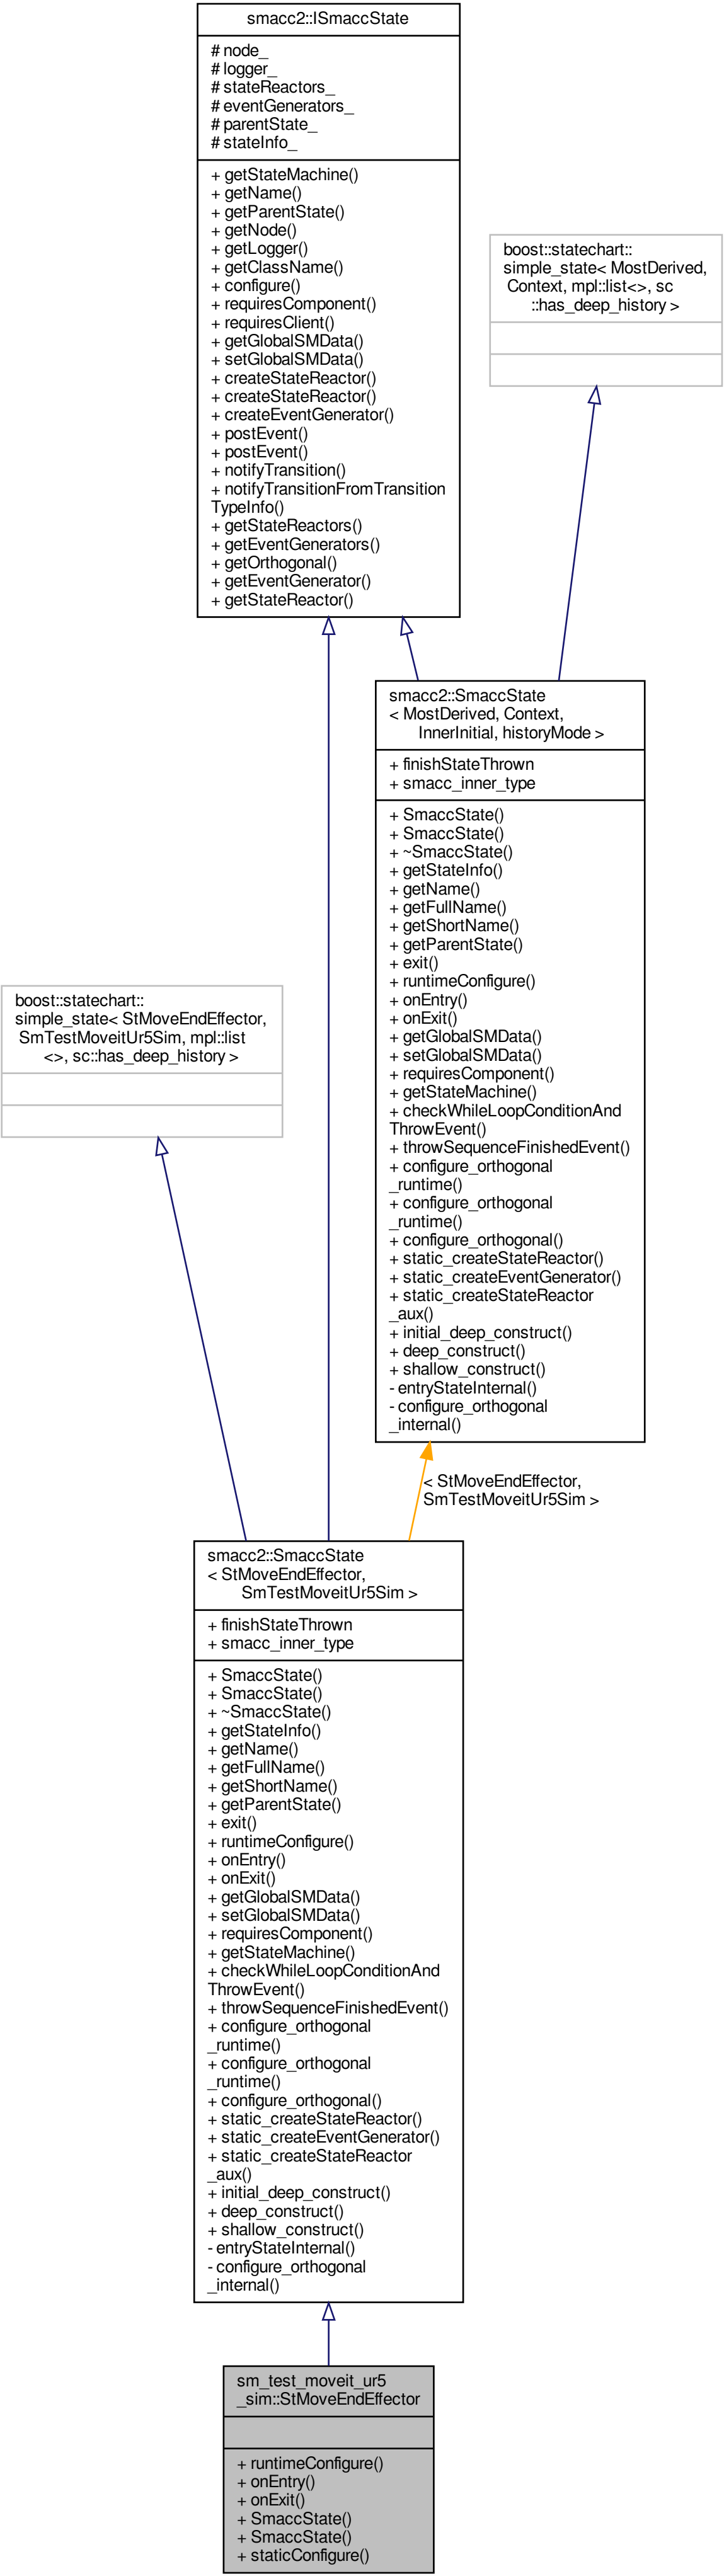 smacc2::ISmaccState
# node_
# logger_
# stateReactors_
# eventGenerators_
# parentState_
# stateInfo_
+ getStateMachine()
+ getName()
+ getParentState()
+ getNode()
+ getLogger()
+ getClassName()
+ configure()
+ requiresComponent()
+ requiresClient()
+ getGlobalSMData()
+ setGlobalSMData()
+ createStateReactor()
+ createStateReactor()
+ createEventGenerator()
+ postEvent()
+ postEvent()
+ notifyTransition()
+ notifyTransitionFromTransition
TypeInfo()
+ getStateReactors()
+ getEventGenerators()
+ getOrthogonal()
+ getEventGenerator()
+ getStateReactor()
boost::statechart::
simple_state< MostDerived,
Context, mpl::list<>, sc
::has_deep_history >
smacc2::SmaccState
< MostDerived, Context,
InnerInitial, historyMode >
+ finishStateThrown
+ smacc_inner_type
+ SmaccState()
+ SmaccState()
+ ~SmaccState()
+ getStateInfo()
+ getName()
+ getFullName()
+ getShortName()
+ getParentState()
+ exit()
+ runtimeConfigure()
+ onEntry()
+ onExit()
+ getGlobalSMData()
+ setGlobalSMData()
+ requiresComponent()
+ getStateMachine()
+ checkWhileLoopConditionAnd
ThrowEvent()
+ throwSequenceFinishedEvent()
+ configure_orthogonal
_runtime()
+ configure_orthogonal
_runtime()
+ configure_orthogonal()
+ static_createStateReactor()
+ static_createEventGenerator()
+ static_createStateReactor
_aux()
+ initial_deep_construct()
+ deep_construct()
+ shallow_construct()
- entryStateInternal()
- configure_orthogonal
_internal()
boost::statechart::
simple_state< StMoveEndEffector,
SmTestMoveitUr5Sim, mpl::list
<>, sc::has_deep_history >
< StMoveEndEffector,
SmTestMoveitUr5Sim >
smacc2::SmaccState
< StMoveEndEffector,
SmTestMoveitUr5Sim >
+ finishStateThrown
+ smacc_inner_type
+ SmaccState()
+ SmaccState()
+ ~SmaccState()
+ getStateInfo()
+ getName()
+ getFullName()
+ getShortName()
+ getParentState()
+ exit()
+ runtimeConfigure()
+ onEntry()
+ onExit()
+ getGlobalSMData()
+ setGlobalSMData()
+ requiresComponent()
+ getStateMachine()
+ checkWhileLoopConditionAnd
ThrowEvent()
+ throwSequenceFinishedEvent()
+ configure_orthogonal
_runtime()
+ configure_orthogonal
_runtime()
+ configure_orthogonal()
+ static_createStateReactor()
+ static_createEventGenerator()
+ static_createStateReactor
_aux()
+ initial_deep_construct()
+ deep_construct()
+ shallow_construct()
- entryStateInternal()
- configure_orthogonal
_internal()
sm_test_moveit_ur5
_sim::StMoveEndEffector
+ runtimeConfigure()
+ onEntry()
+ onExit()
+ SmaccState()
+ SmaccState()
+ staticConfigure()